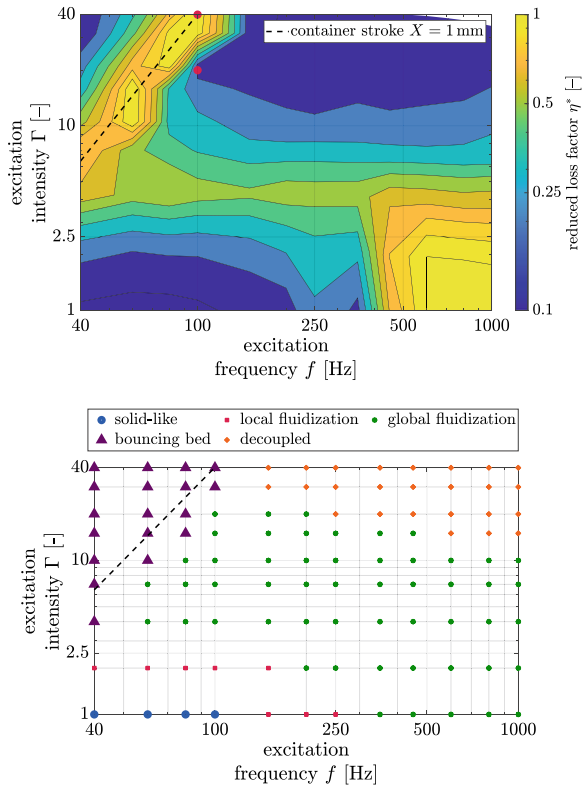 40
10
2.5
1
excitation
intensity Γ [–]
container stroke X = 1 mm
40
100
250
500
1000
excitation
frequency f [Hz]
1
0.5
0.25
0.1
reduced loss factor η* [–]
solid-like
local fluidization
global fluidization
bouncing bed
decoupled
40
10
2.5
1
excitation
intensity Γ [–]
40
100
250
500
1000
excitation
frequency f [Hz]